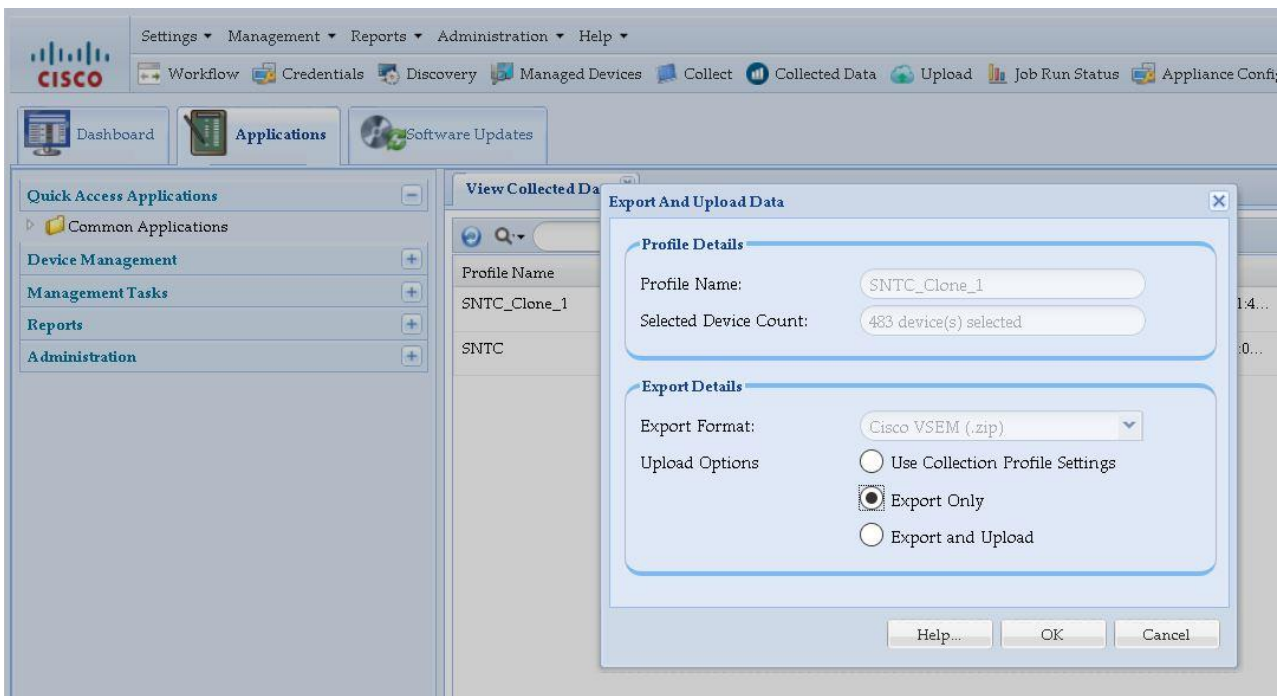 Settings Management Reports Administration Help
CISCO
Workflow Credentials Discovery Managed Devices Collect Collected Data Upload Job Run Status Appliance
Dashboard Applications Software Updates
Quick Access Applications
Common Applications
Device Management
Management Tasks
Reports
Administration
View Collected
Profile Name
SNTC_Clone_1
SNTC
1:4...
:0...
Export And Upload Data
Profile Details
Profile Name: SNTC_Clone_1
Selected Device Count: 483 device(s) selected
Export Details
Export Format: Cisco VSEM (.zip)
Upload Options Use Collection Profile Settings
Export Only
Export and Upload
Help... OK Cancel